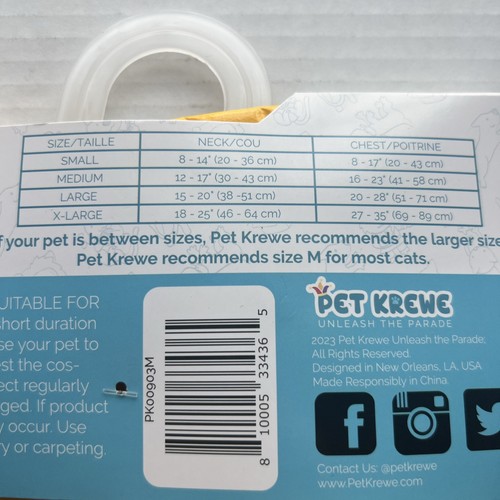 SIZE/TAILLE NECK/COU CHEST/POITRINE
SMALL 8 - 14" (20 - 36 cm) 8 - 17" (20 - 43 cm)
MEDIUM 12 - 17" (30 - 43 cm) 16 - 23" (41 - 58 cm)
LARGE 15 - 20" (38 -51 cm) 20 - 28" (51 - 71 cm)
X-LARGE 18 - 25" (46 - 64 cm) 27 - 35" (69 - 89 cm)
f your pet is between sizes, Pet Krewe recommends the larger size
Pet Krewe recommends size M for most cats.
UITABLE FOR
short duration
se your pet to
est the cos-
ect regularly
ged. If product
y occur. Use
ry or carpeting.
PK00903M
8 10005 33436 5
PET KREWE
UNLEASH THE PARADE
2023 Pet Krewe Unleash the Parade;
All Rights Reserved.
Designed in New Orleans, LA. USA
Made Responsibly in China
f
Contact Us: @petkrewe
www.PetKrewe.com